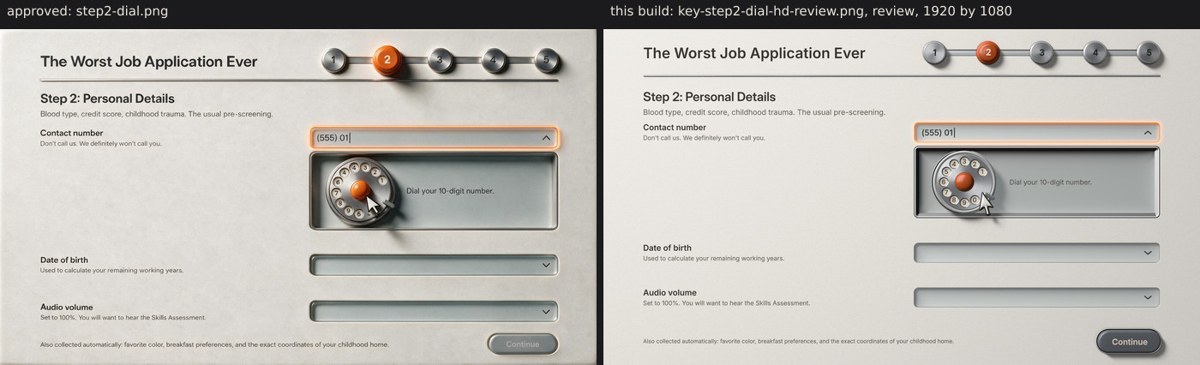 approved: step2-dial.png
The Worst Job Application Ever
1 2 3 4 5
Step 2: Personal Details
Blood type, credit score, childhood trauma. The usual pre-screening.
Contact number
Don't call us. We definitely won't call you.
(555) 01
Dial your 10-digit number.
Date of birth
Used to calculate your remaining working years.
Audio volume
Set to 100%. You will want to hear the Skills Assessment.
Also collected automatically: favorite color, breakfast preferences, and the exact coordinates of your childhood home.
Continue
this build: key-step2-dial-hd-review.png, review, 1920 by 1080
The Worst Job Application Ever
1 2 3 4 5
Step 2: Personal Details
Blood type, credit score, childhood trauma. The usual pre-screening.
Contact number
Don't call us. We definitely won't call you.
(555) 01
Dial your 10-digit number.
Date of birth
Used to calculate your remaining working years.
Audio volume
Set to 100%. You will want to hear the Skills Assessment.
Also collected automatically: favorite color, breakfast preferences, and the exact coordinates of your childhood home.
Continue